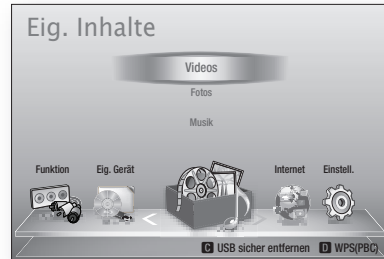 Eig. Inhalte
Videos
Fotos
Musik
Funktion Eig. Gerät Internet Einstell.
C USB sicher entfernen D WPS(PBC)